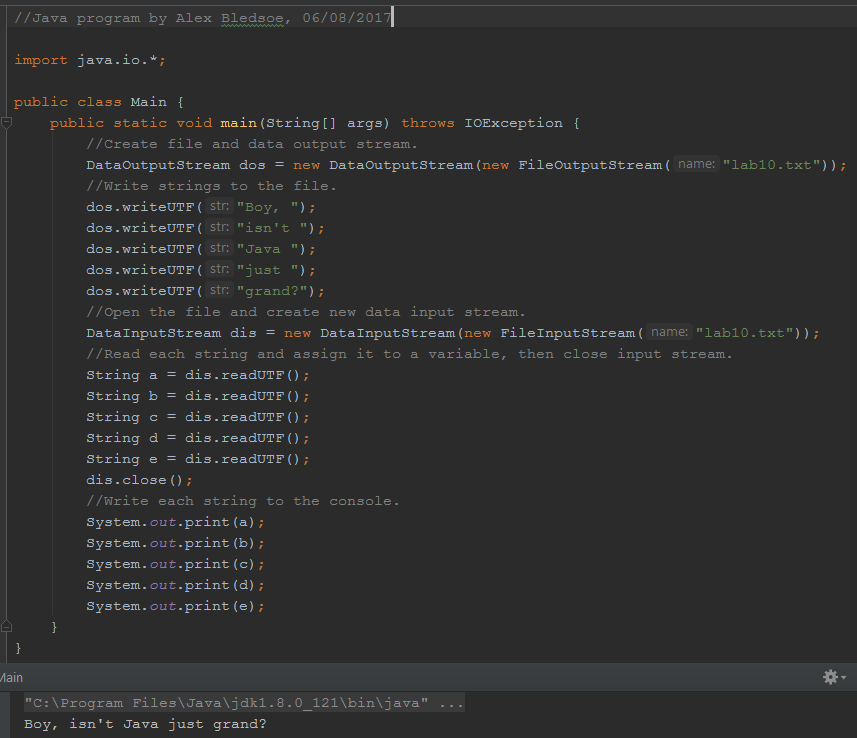 //Java program by Alex Bledsoe, 06/08/2017
import java.io.*;
public class Main {
public static void main(String[] args) throws IOException {
//Create file and data output stream.
DataOutputStream dos = new DataOutputStream(new FileOutputStream( name: "lab10.txt"));
//Write strings to the file.
dos.writeUTF( str: "Boy, ");
dos.writeUTF( str: "isn't ");
dos.writeUTF( str: "Java ");
dos.writeUTF( str: "just ");
dos.writeUTF( str: "grand?");
//Open the file and create new data input stream.
DataInputStream dis = new DataInputStream(new FileInputStream( name: "lab10.txt"));
//Read each string and assign it to a variable, then close input stream.
String a = dis.readUTF();
String b = dis.readUTF();
String c = dis.readUTF();
String d = dis.readUTF();
String e = dis.readUTF();
dis.close();
//Write each string to the console.
System.out.print(a);
System.out.print(b);
System.out.print(c);
System.out.print(d);
System.out.print(e);
}
}
Main
"C:\Program Files\Java\jdk1.8.0_121\bin\java" ...
Boy, isn't Java just grand?